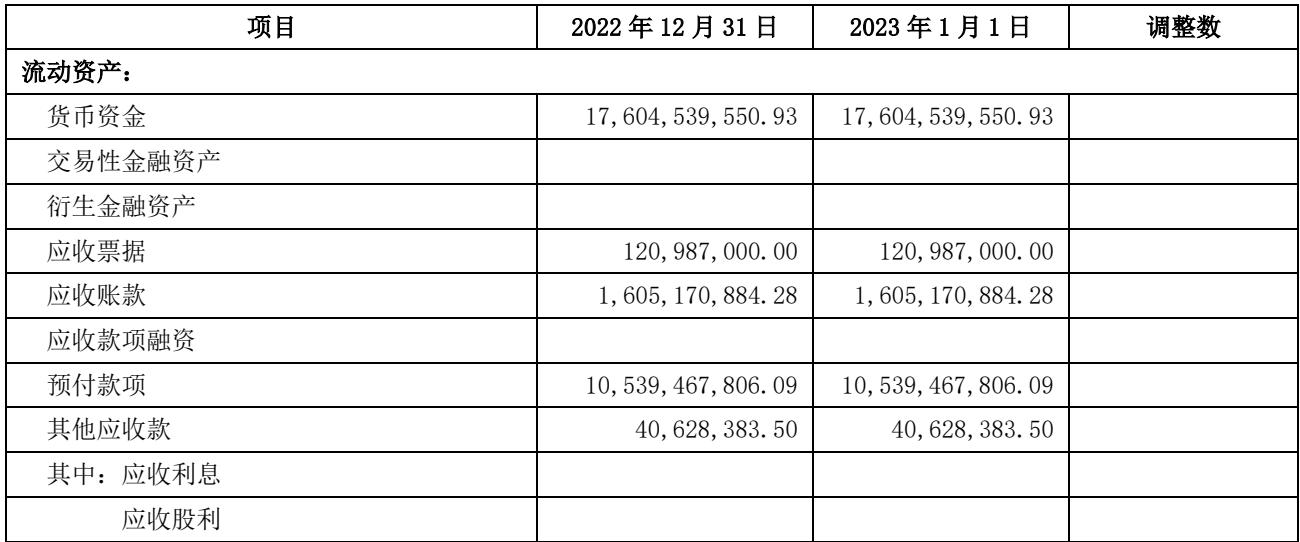 项目 2022 年 12 月 31 日 2023 年 1 月 1 日 调整数
流动资产：
货币资金 17,604,539,550.93 17,604,539,550.93
交易性金融资产
衍生金融资产
应收票据 120,987,000.00 120,987,000.00
应收账款 1,605,170,884.28 1,605,170,884.28
应收款项融资
预付款项 10,539,467,806.09 10,539,467,806.09
其他应收款 40,628,383.50 40,628,383.50
其中：应收利息
应收股利